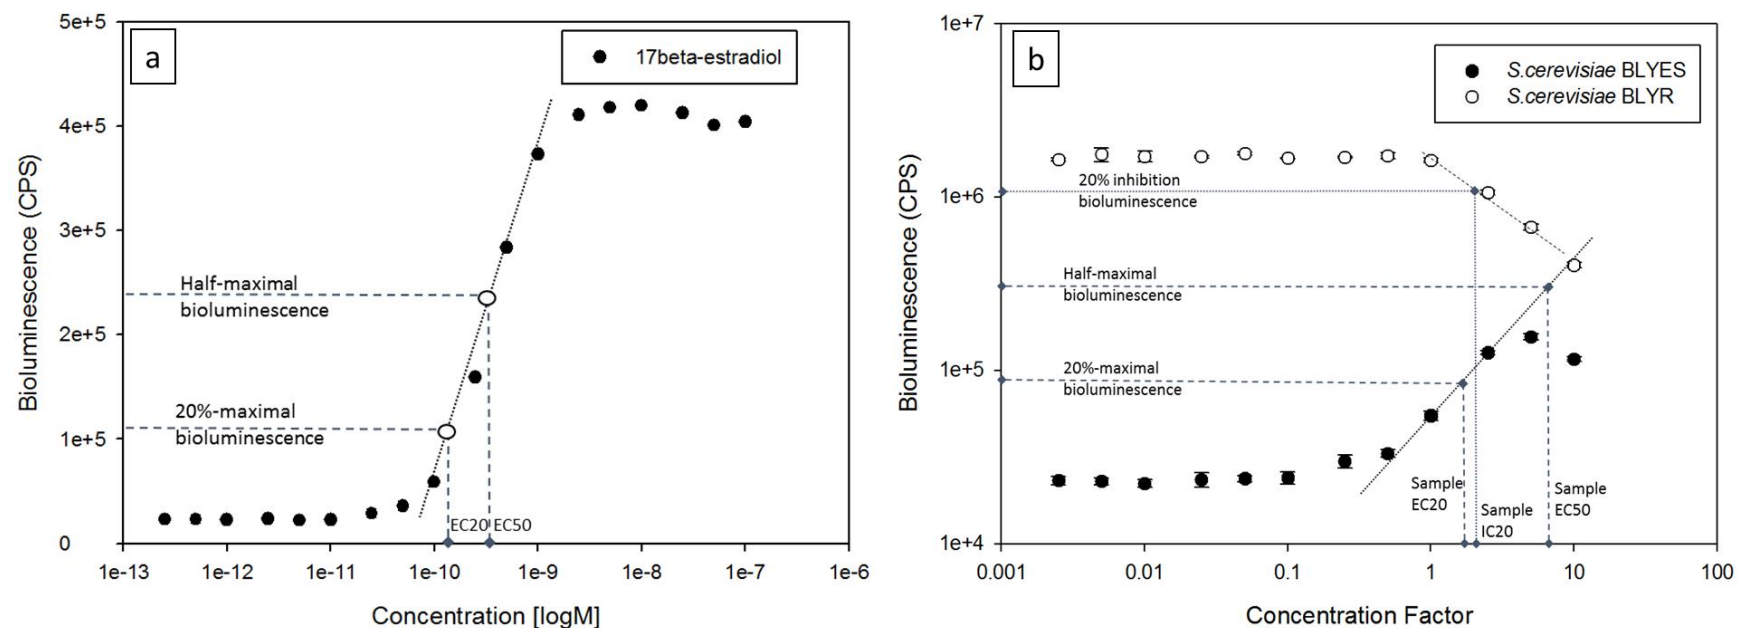 a
17beta-estradiol
5e+5
4e+5
3e+5
2e+5
1e+5
0
Bioluminescence (CPS)
Half-maximal
bioluminescence
20%-maximal
bioluminescence
EC20
EC50
1e-13
1e-12
1e-11
1e-10
1e-9
1e-8
1e-7
1e-6
Concentration [logM]
b
S.cerevisiae BLYES
S.cerevisiae BLYR
1e+7
1e+6
1e+5
1e+4
Bioluminescence (CPS)
20% inhibition
bioluminescence
Half-maximal
bioluminescence
20%-maximal
bioluminescence
Sample
EC20
Sample
IC20
Sample
EC50
0.001
0.01
0.1
1
10
100
Concentration Factor